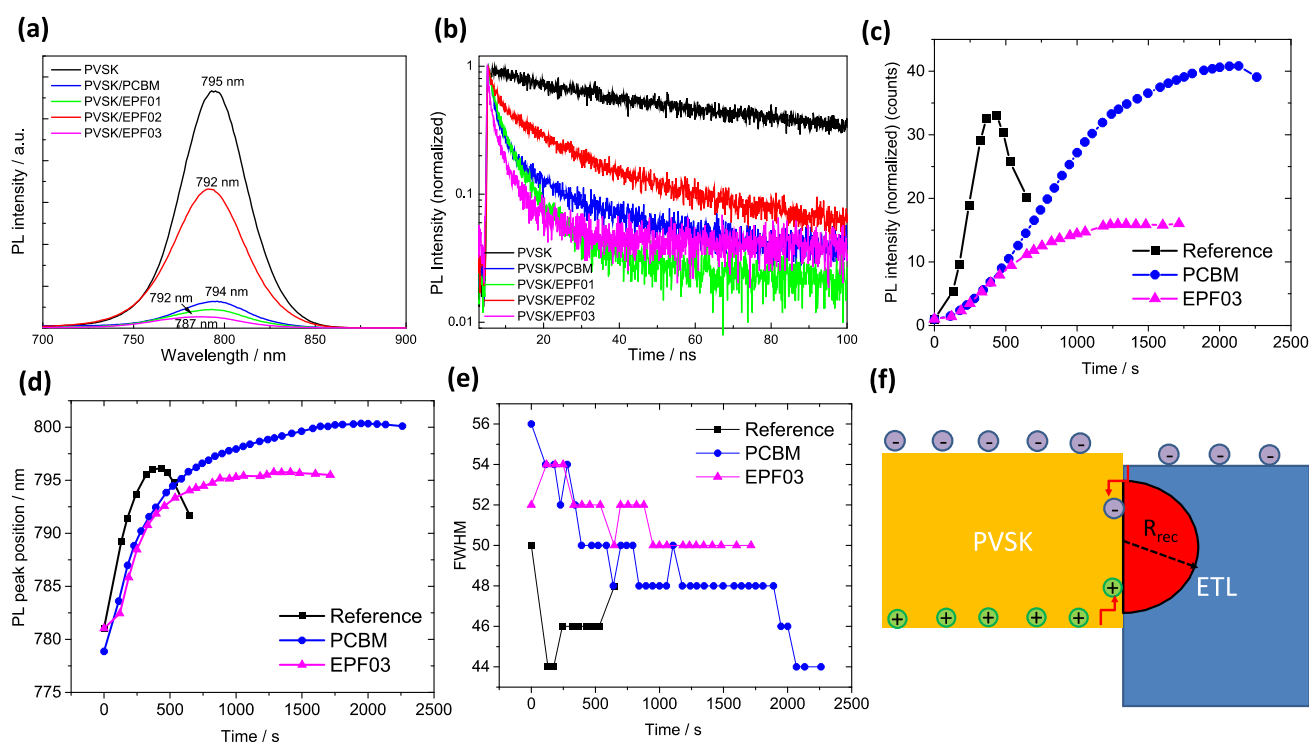 (a)
PL intensity / a.u.
PVSK
PVSK/PCBM
PVSK/EPF01
PVSK/EPF02
PVSK/EPF03
795 nm
792 nm
794 nm
792 nm
787 nm
700 750 800 850 900
Wavelength / nm
(b)
PL Intensity (normalized)
1
0.1
0.01
PVSK
PVSK/PCBM
PVSK/EPF01
PVSK/EPF02
PVSK/EPF03
20 40 60 80 100
Time / ns
(c)
PL intensity (normalized) (counts)
40
30
20
10
0
Reference
PCBM
EPF03
0 500 1000 1500 2000 2500
Time / s
(d)
PL peak position / nm
800
795
790
785
780
775
Reference
PCBM
EPF03
0 500 1000 1500 2000 2500
Time / s
(e)
FWHM
56
54
52
50
48
46
44
Reference
PCBM
EPF03
0 500 1000 1500 2000 2500
Time / s
(f)
- - - - - - - -
-
PVSK
Rrec
ETL
+
+ + + + +